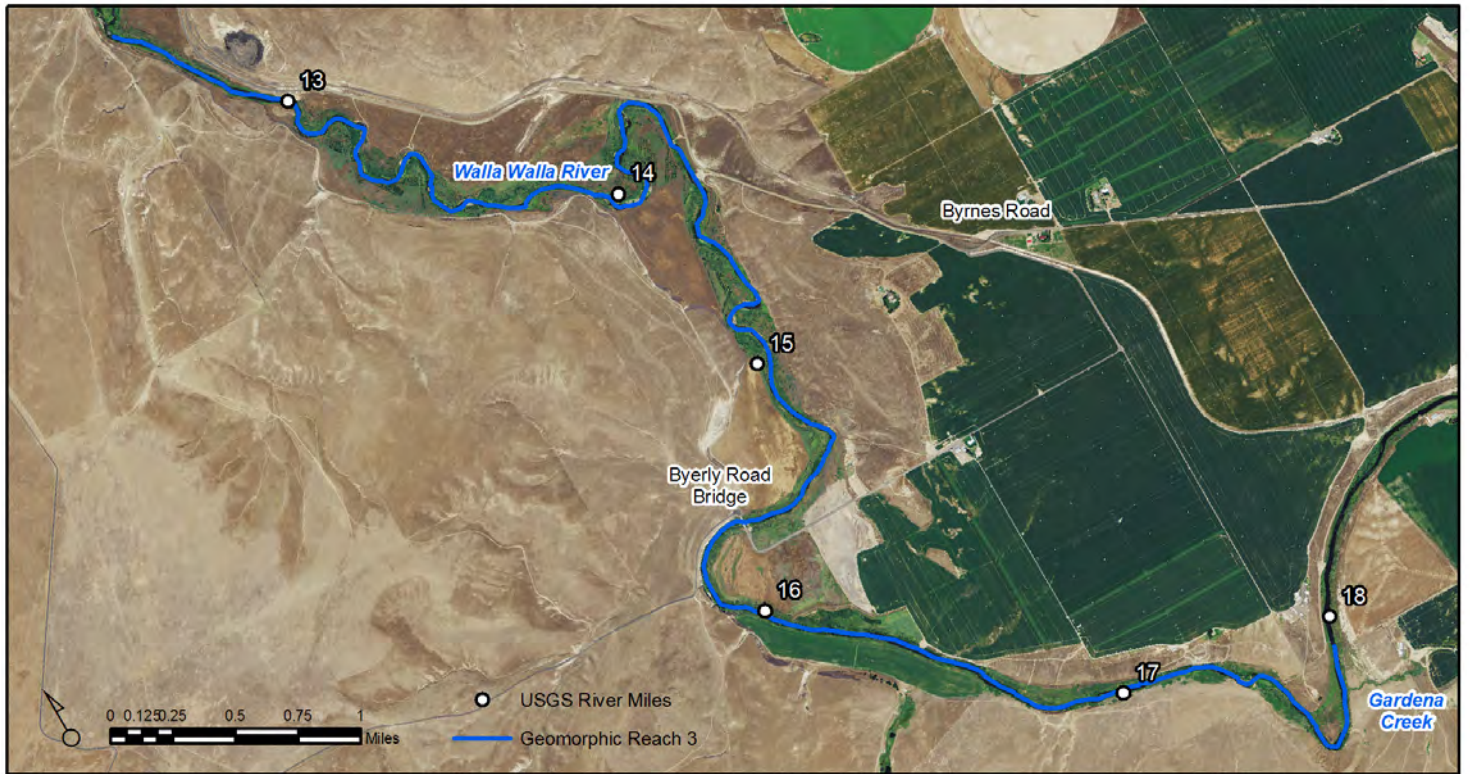 13
Walla Walla River
14
Byrnes Road
15
Byerly Road
Bridge
16
18
17
USGS River Miles
Gardena
Creek
0 0.125 0.25 0.5 0.75 1
Miles
Geomorphic Reach 3